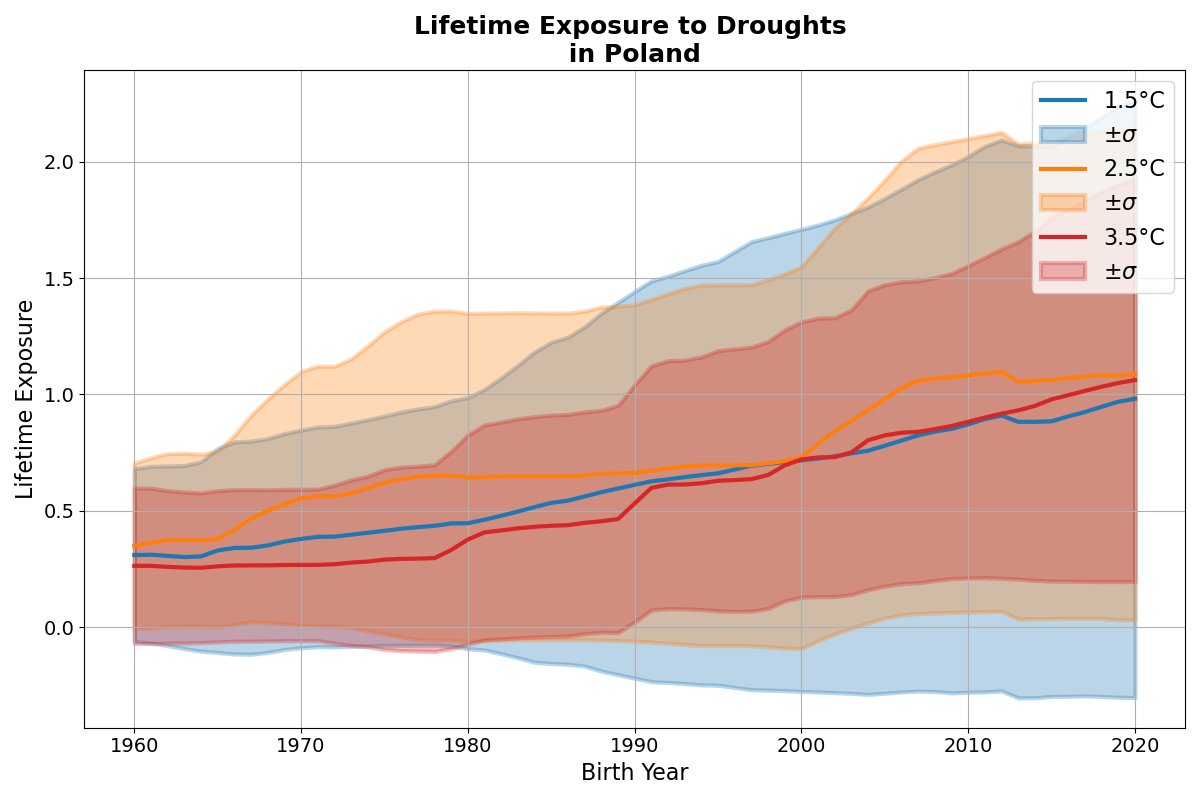 Lifetime Exposure to Droughts
in Poland
1.5°C
±σ
2.5°C
±σ
3.5°C
±σ
Lifetime Exposure
2.0
1.5
1.0
0.5
0.0
1960 1970 1980 1990 2000 2010 2020
Birth Year